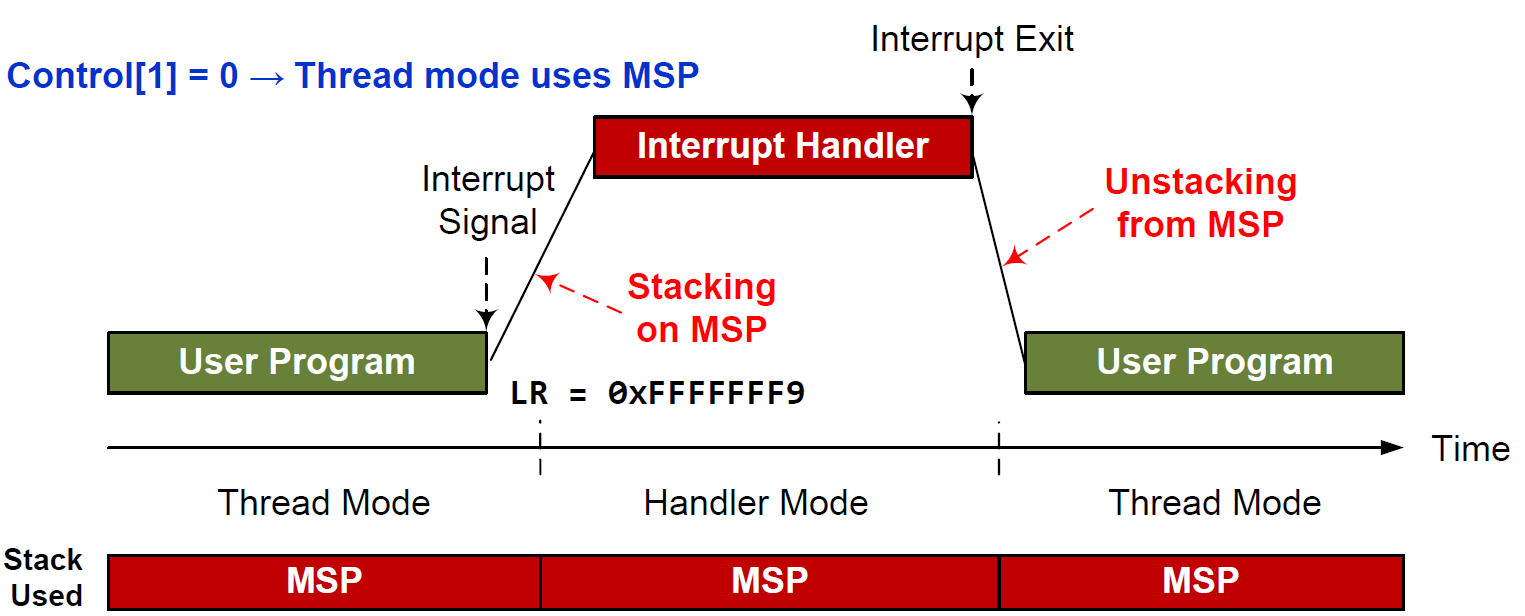 Interrupt Exit
Control[1] = 0 → Thread mode uses MSP
Interrupt Handler
Interrupt
Signal
Unstacking
from MSP
Stacking
on MSP
User Program
User Program
LR = 0xFFFFFFF9
Time
Thread Mode
Handler Mode
Thread Mode
Stack
Used
MSP
MSP
MSP